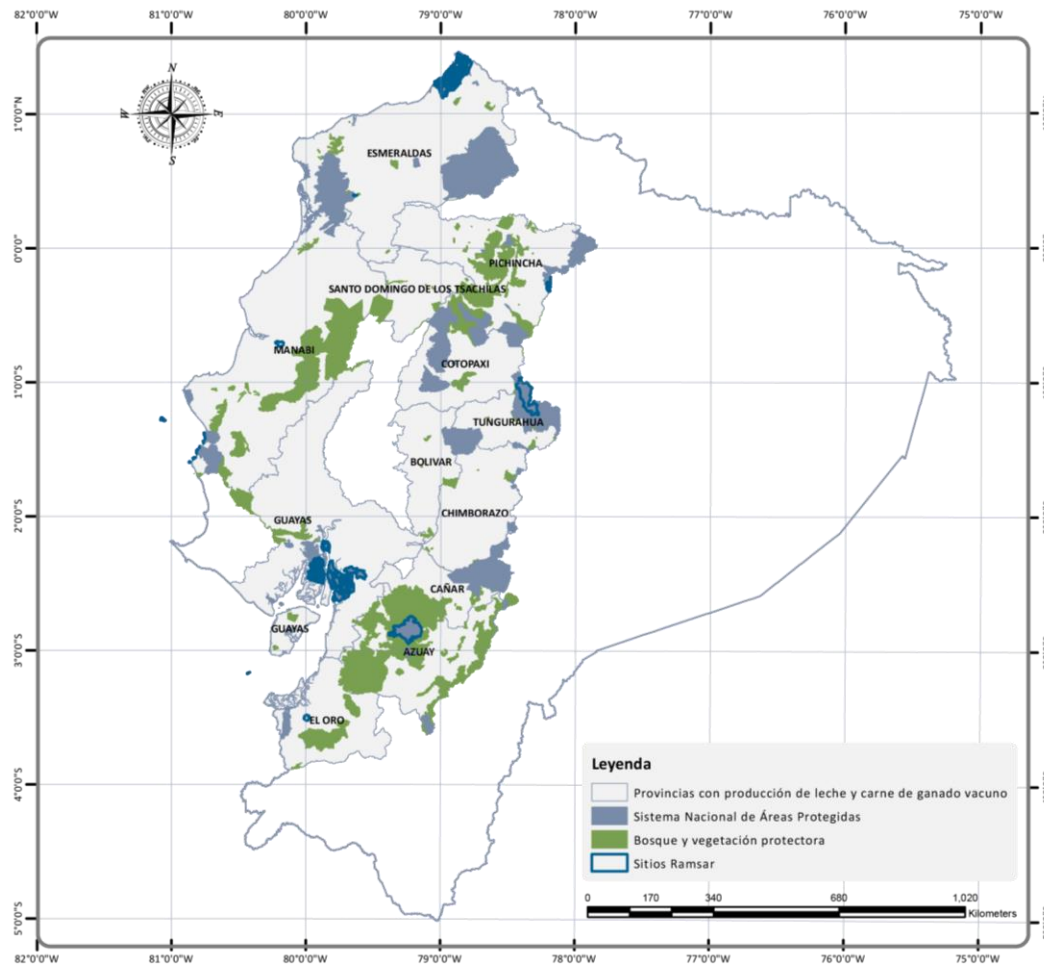 82°0'0"W 81°0'0"W 80°0'0"W 79°0'0"W 78°0'0"W 77°0'0"W 76°0'0"W 75°0'0"W
N
W E
S
1°0'0"N
0°0'0"
1°0'0"S
2°0'0"S
3°0'0"S
4°0'0"S
5°0'0"S
ESMERALDAS
PICHINCHA
SANTO DOMINGO DE LOS TSACHILAS
MANABI
COTOPAXI
TUNGURAHUA
BOLIVAR
CHIMBORAZO
GUAYAS
CAÑAR
GUAYAS
AZUAY
EL ORO
Leyenda
Provincias con producción de leche y carne de ganado vacuno
Sistema Nacional de Áreas Protegidas
Bosque y vegetación protectora
Sitios Ramsar
0 170 340 680 1,020
Kilometers
82°0'0"W 81°0'0"W 80°0'0"W 79°0'0"W 78°0'0"W 77°0'0"W 76°0'0"W 75°0'0"W